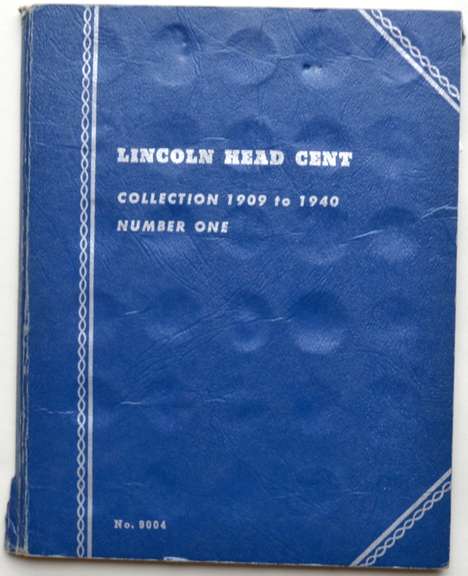 LINCOLN HEAD CENT
COLLECTION 1909 to 1940
NUMBER ONE
No. 9004